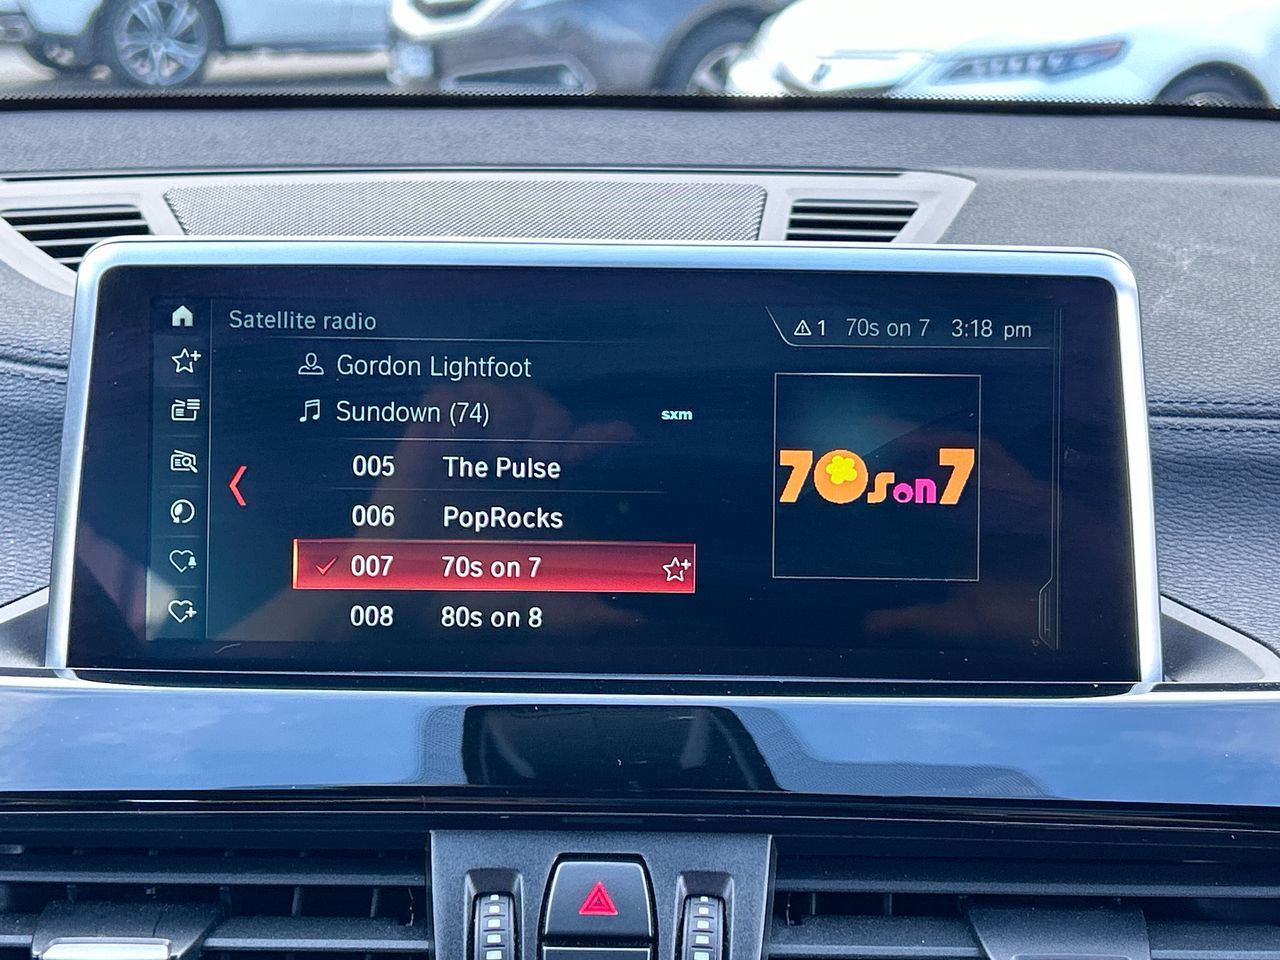 Satellite radio
1 70s on 7 3:18 pm
Gordon Lightfoot
Sundown (74)
sxm
005 The Pulse
006 PopRocks
007 70s on 7
008 80s on 8
70s on 7